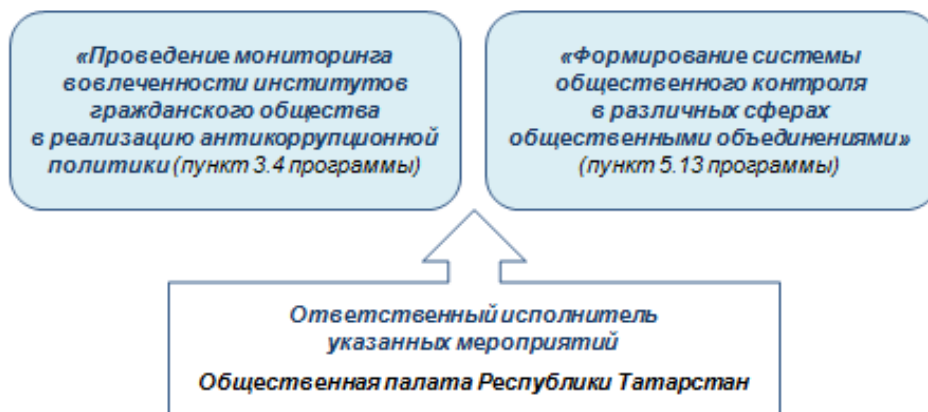 «Проведение мониторинга
вовлеченности институтов
гражданского общества
в реализацию антикоррупционной
политики (пункт 3.4 программы)
«Формирование системы
общественного контроля
в различных сферах
общественными объединениями»
(пункт 5.13 программы)
Ответственный исполнитель
указанных мероприятий
Общественная палата Республики Татарстан